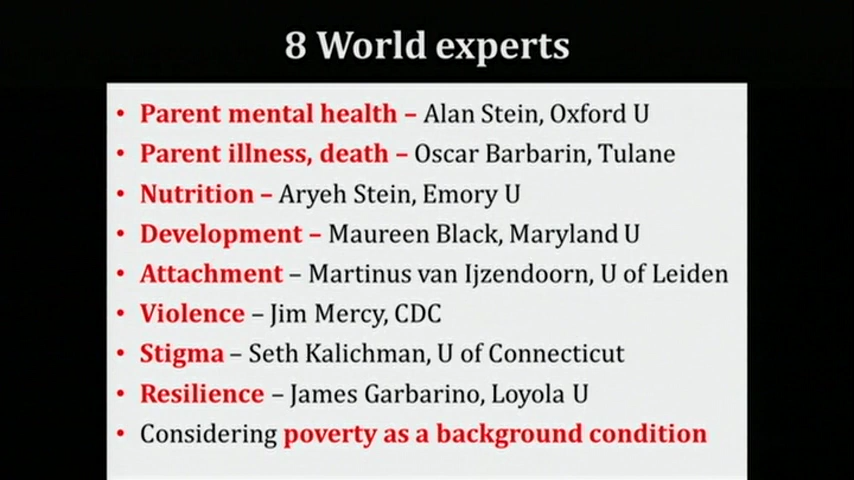 8 World experts
• Parent mental health – Alan Stein, Oxford U
• Parent illness, death – Oscar Barbarin, Tulane
• Nutrition – Aryeh Stein, Emory U
• Development – Maureen Black, Maryland U
• Attachment – Martinus van Ijzendoorn, U of Leiden
• Violence – Jim Mercy, CDC
• Stigma – Seth Kalichman, U of Connecticut
• Resilience – James Garbarino, Loyola U
• Considering poverty as a background condition